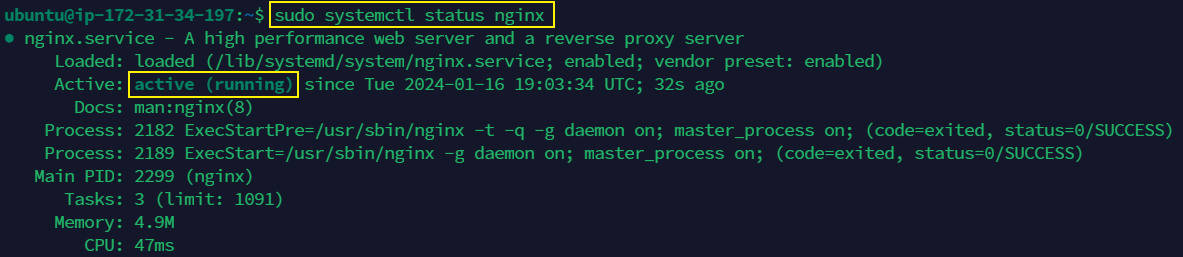 ubuntu@ip-172-31-34-197:~$ sudo systemctl status nginx
● nginx.service – A high performance web server and a reverse proxy server
Loaded: loaded (/lib/systemd/system/nginx.service; enabled; vendor preset: enabled)
Active: active (running) since Tue 2024-01-16 19:03:34 UTC; 32s ago
Docs: man:nginx(8)
Process: 2182 ExecStartPre=/usr/sbin/nginx -t -q -g daemon on; master_process on; (code=exited, status=0/SUCCESS)
Process: 2189 ExecStart=/usr/sbin/nginx -g daemon on; master_process on; (code=exited, status=0/SUCCESS)
Main PID: 2299 (nginx)
Tasks: 3 (limit: 1091)
Memory: 4.9M
CPU: 47ms